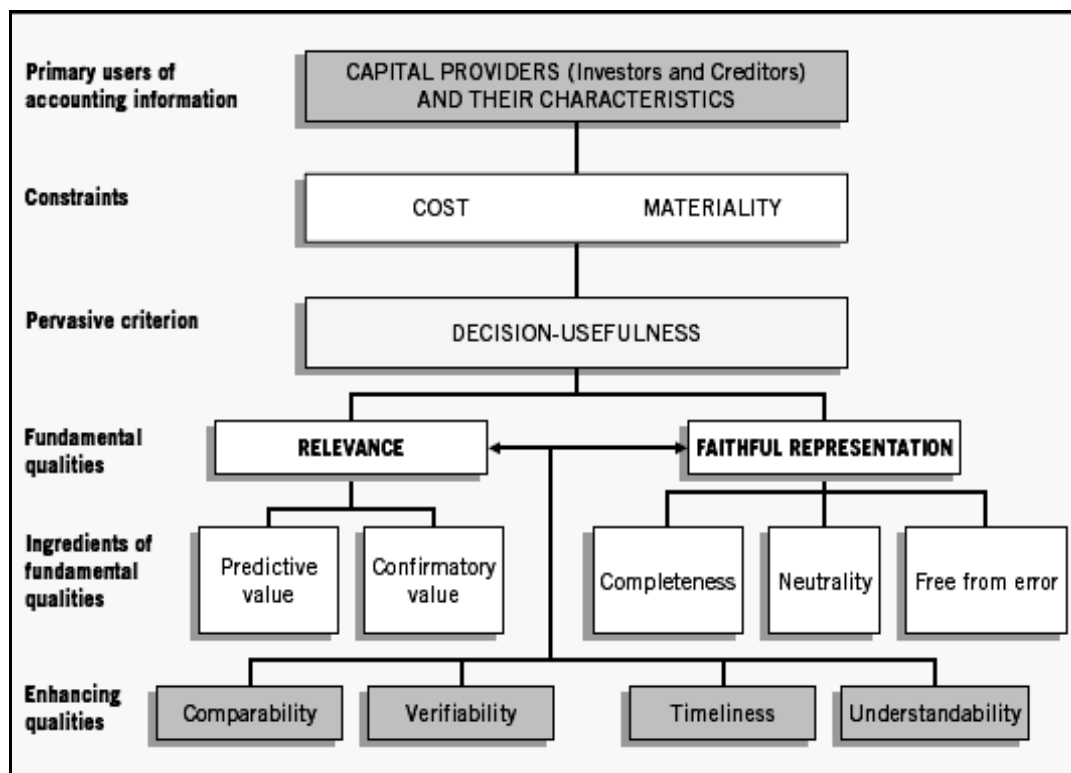 Primary users of
accounting information
CAPITAL PROVIDERS (Investors and Creditors)
AND THEIR CHARACTERISTICS
Constraints
COST MATERIALITY
Pervasive criterion
DECISION-USEFULNESS
Fundamental
qualities
RELEVANCE
FAITHFUL REPRESENTATION
Ingredients of
fundamental
qualities
Predictive
value
Confirmatory
value
Completeness
Neutrality
Free from error
Enhancing
qualities
Comparability
Verifiability
Timeliness
Understandability